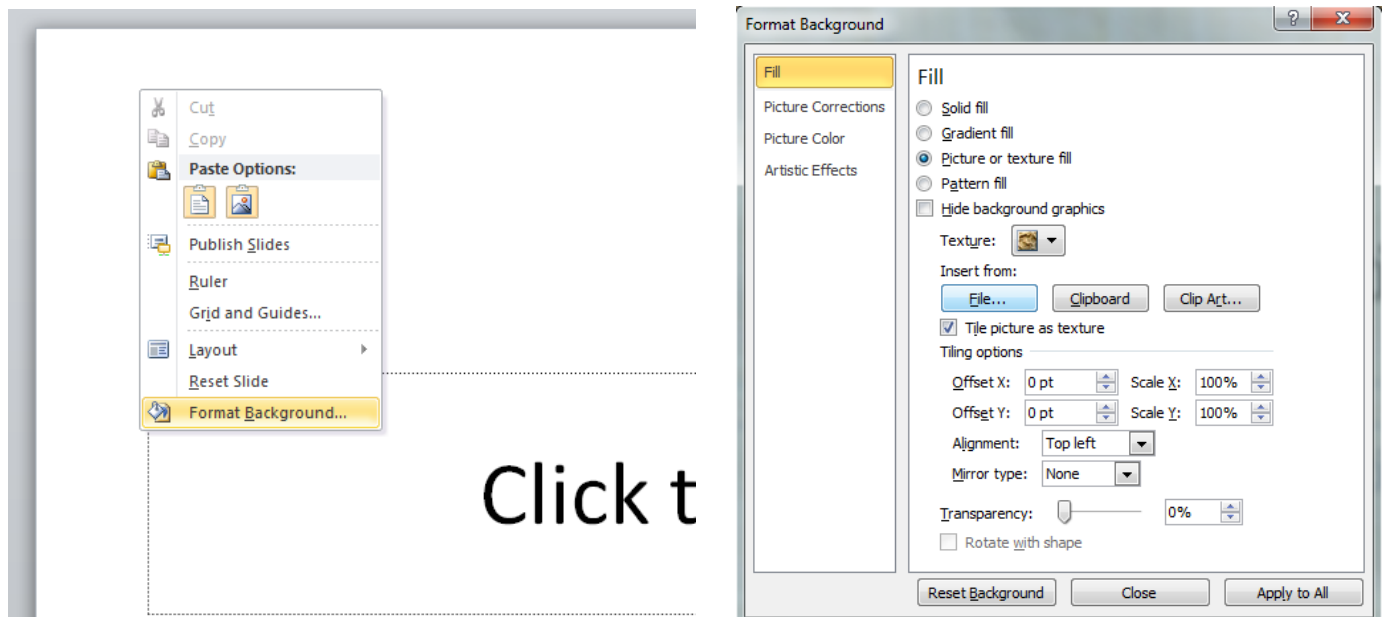 Cut
Copy
Paste Options:
Publish Slides
Ruler
Grid and Guides...
Layout
Reset Slide
Format Background...
Click t
Format Background
Fill
Picture Corrections
Picture Color
Artistic Effects
Fill
Solid fill
Gradient fill
Picture or texture fill
Pattern fill
Hide background graphics
Texture:
Insert from:
File... Clipboard Clip Art...
Tile picture as texture
Tiling options
Offset X: 0 pt Scale X: 100%
Offset Y: 0 pt Scale Y: 100%
Alignment: Top left
Mirror type: None
Transparency: 0%
Rotate with shape
Reset Background Close Apply to All